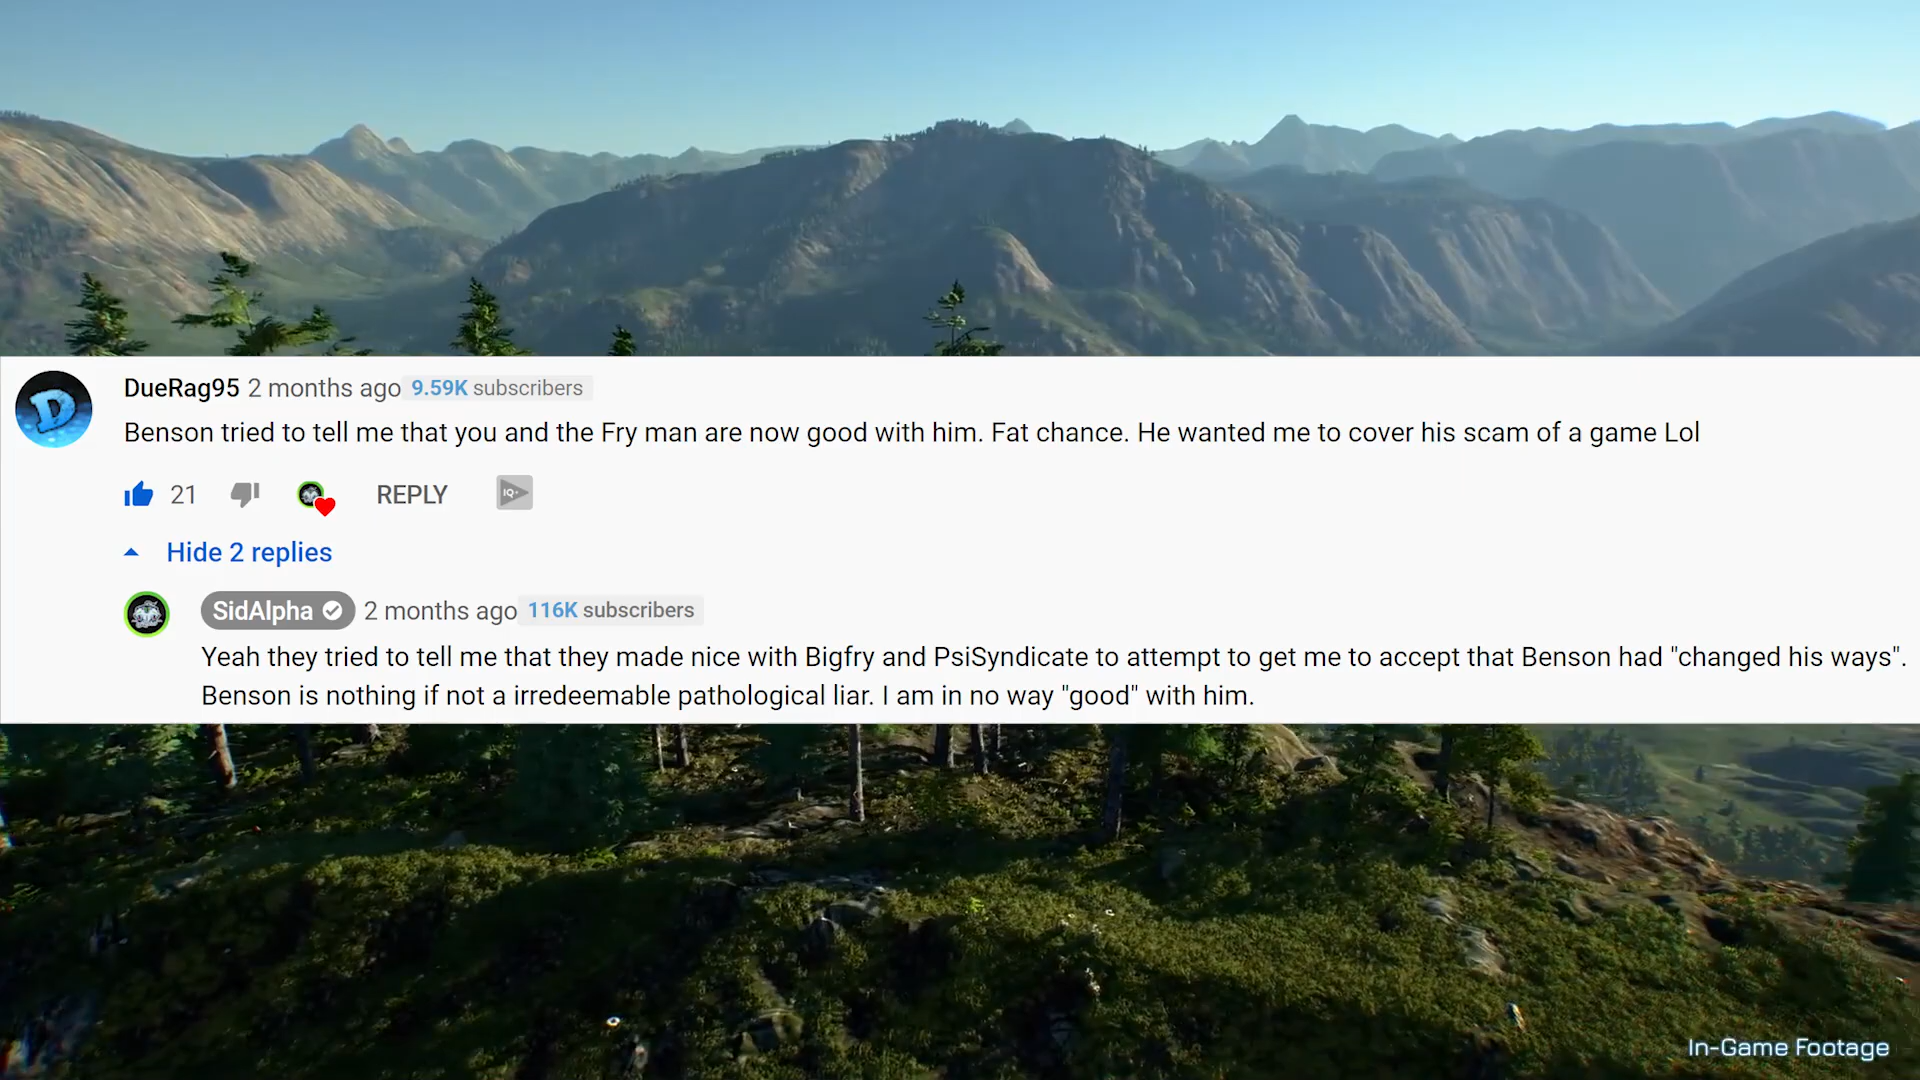 DueRag95 2 months ago 9.59K subscribers
Benson tried to tell me that you and the Fry man are now good with him. Fat chance. He wanted me to cover his scam of a game Lol
21 REPLY IQ+
Hide 2 replies
SidAlpha 2 months ago 116K subscribers
Yeah they tried to tell me that they made nice with Bigfry and PsiSyndicate to attempt to get me to accept that Benson had "changed his ways".
Benson is nothing if not a irredeemable pathological liar. I am in no way "good" with him.
In-Game Footage